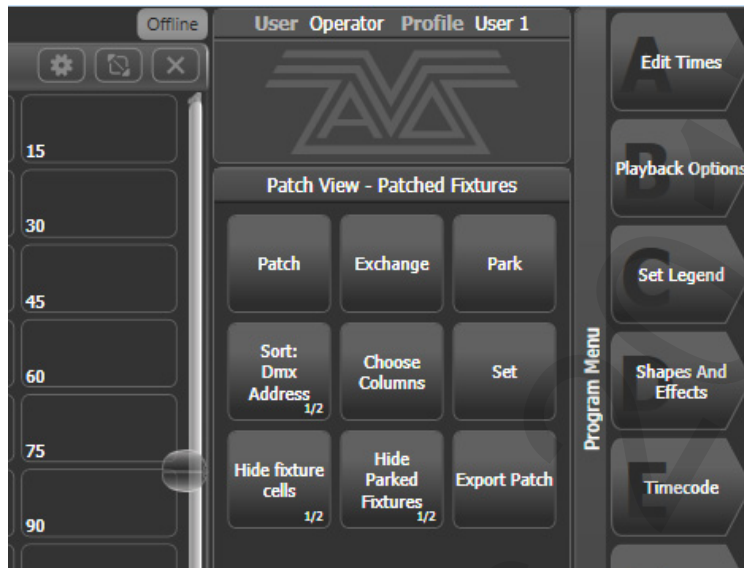 Offline
User Operator Profile User 1
15
30
45
60
75
90
1
AVO
Patch View - Patched Fixtures
Patch
Exchange
Park
Sort:
Dmx
Address
1/2
Choose
Columns
Set
Hide fixture
cells
1/2
Hide
Parked
Fixtures
1/2
Export Patch
Program Menu
A
Edit Times
B
Playback Options
C
Set Legend
D
Shapes And
Effects
E
Timecode